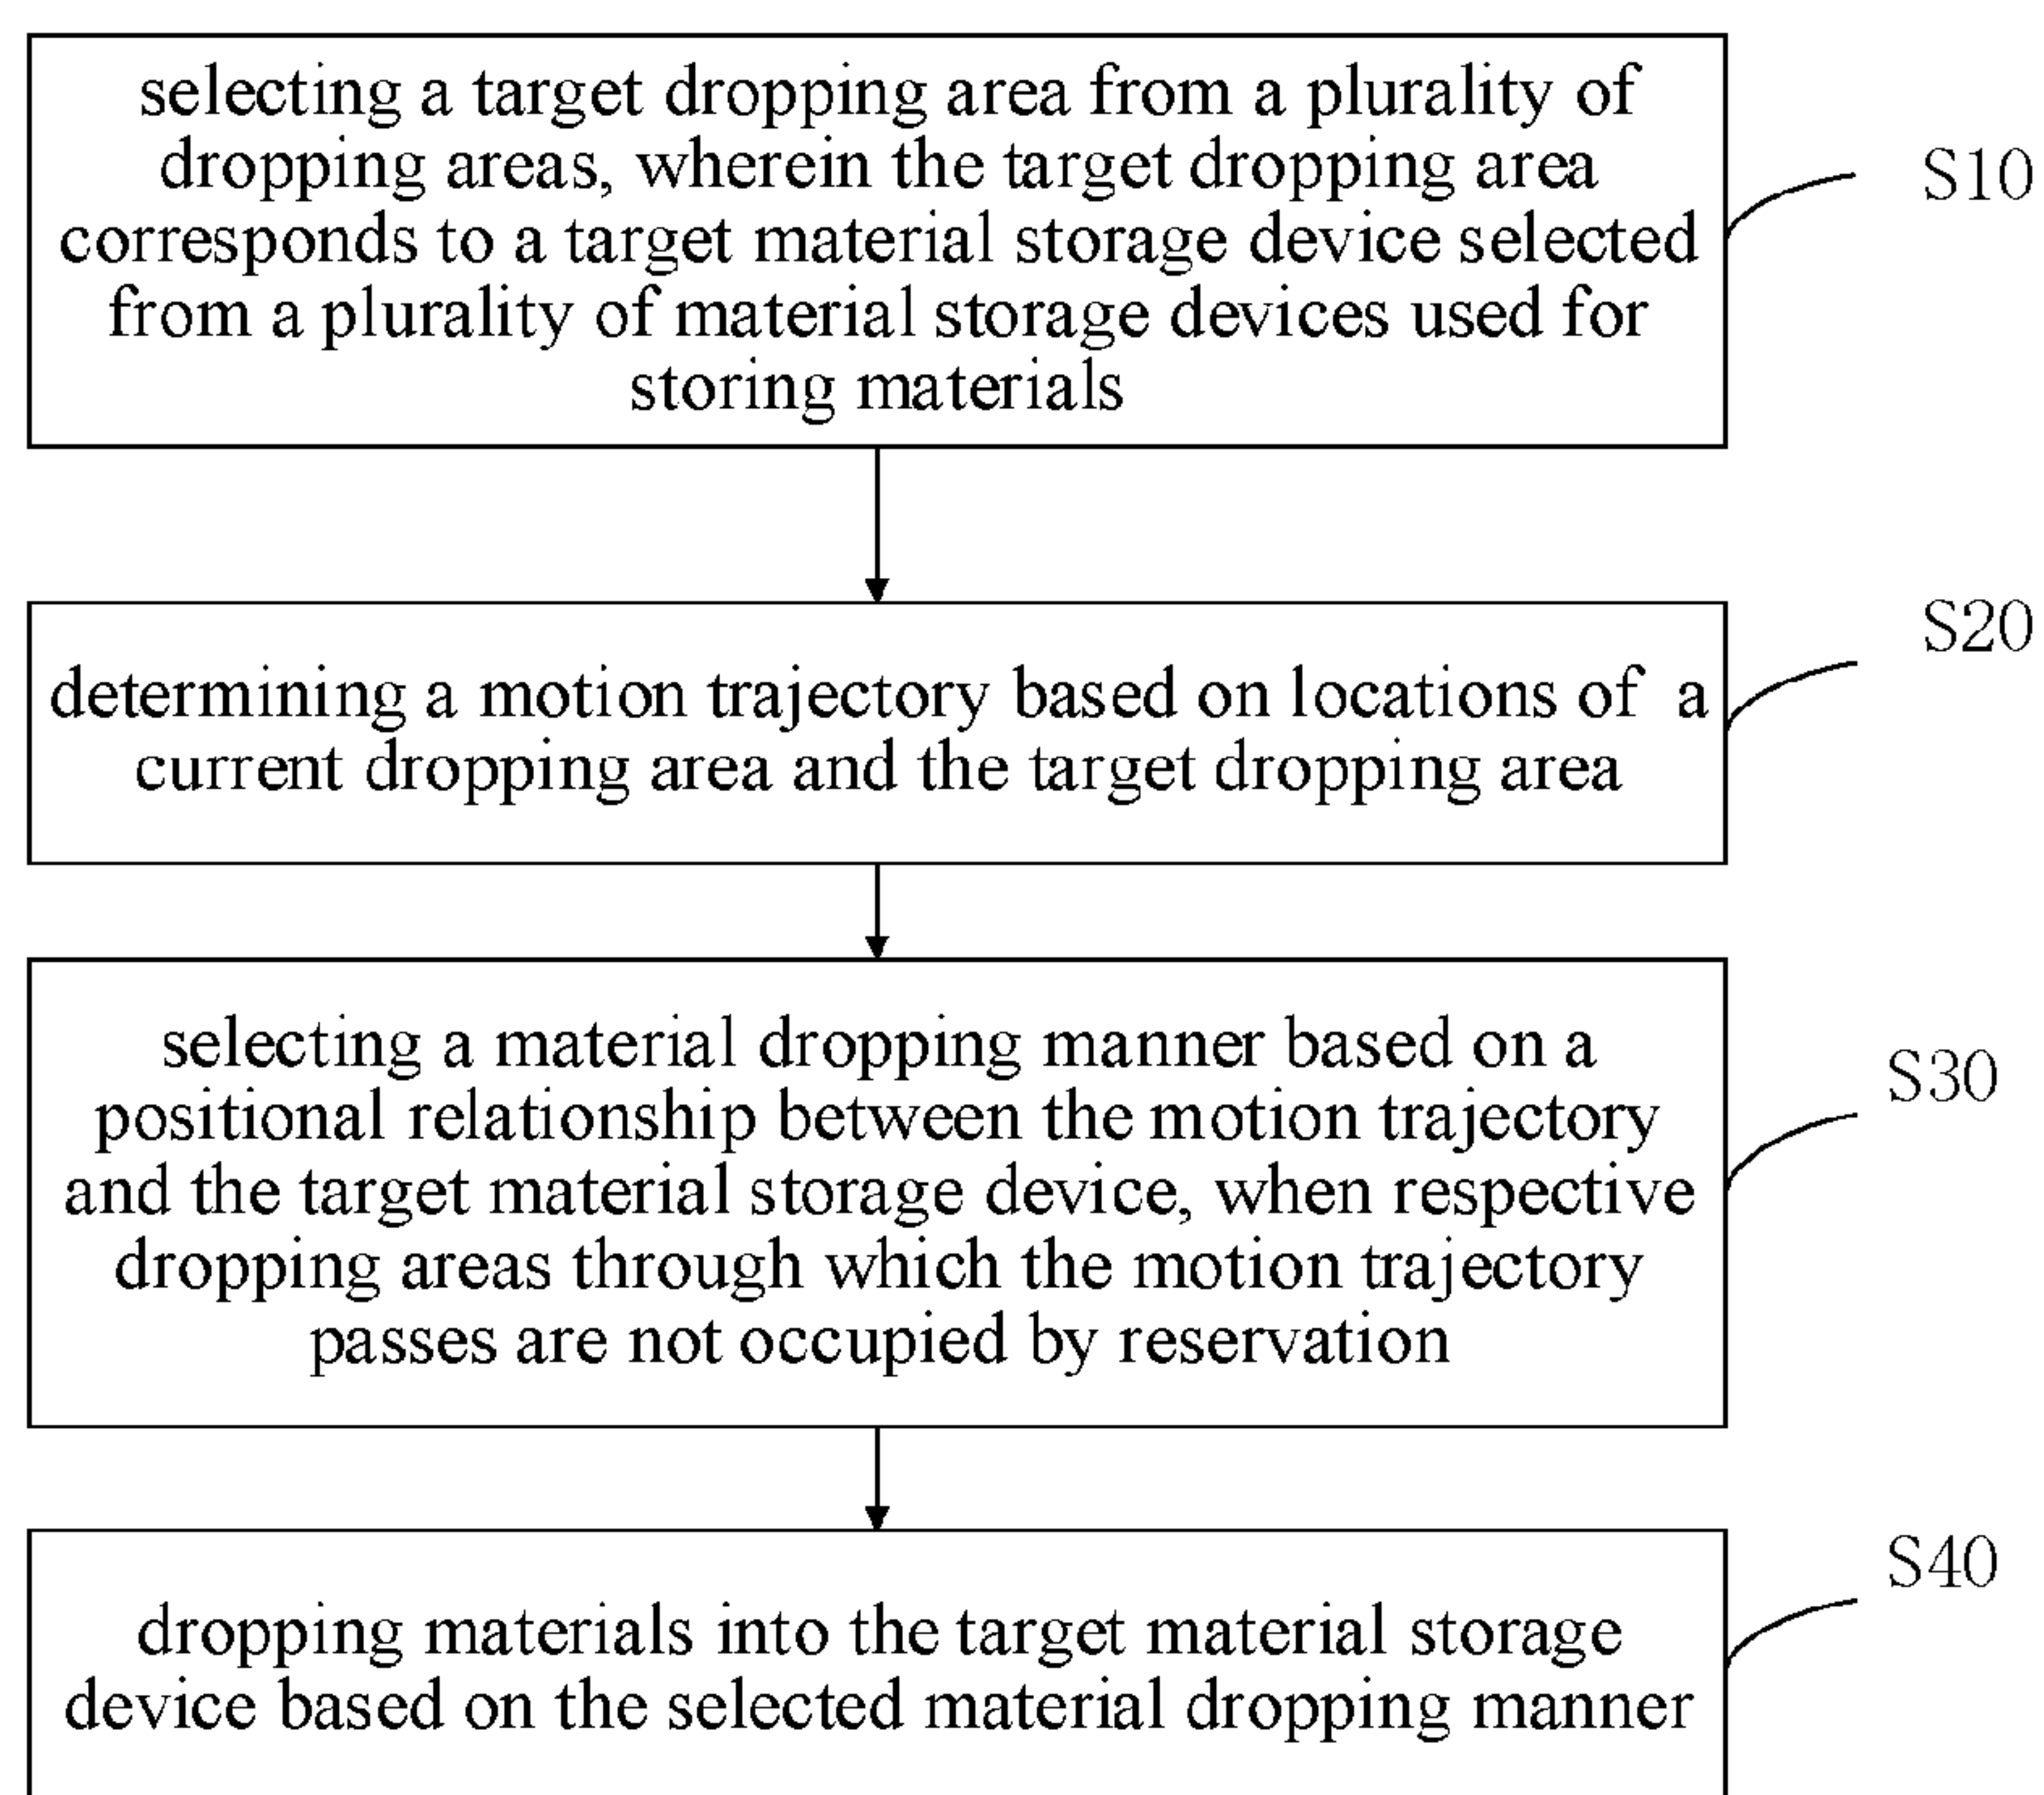 selecting a target dropping area from a plurality of
dropping areas, wherein the target dropping area
corresponds to a target material storage device selected
from a plurality of material storage devices used for
storing materials
S10
determining a motion trajectory based on locations of a
current dropping area and the target dropping area
S20
selecting a material dropping manner based on a
positional relationship between the motion trajectory
and the target material storage device, when respective
dropping areas through which the motion trajectory
passes are not occupied by reservation
S30
dropping materials into the target material storage
device based on the selected material dropping manner
S40